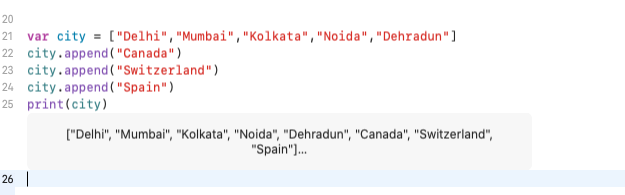 20
21 var city = ["Delhi","Mumbai","Kolkata","Noida","Dehradun"]
22 city.append("Canada")
23 city.append("Switzerland")
24 city.append("Spain")
25 print(city)
["Delhi", "Mumbai", "Kolkata", "Noida", "Dehradun", "Canada", "Switzerland",
"Spain"]...
26